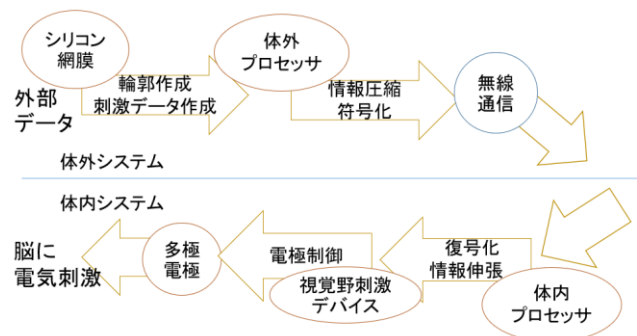 シリコン
網膜
外部
データ
輪郭作成
刺激データ作成
体外
プロセッサ
情報圧縮
符号化
無線
通信
体外システム
体内システム
脳に
電気刺激
多極
電極
電極制御
視覚野刺激
デバイス
復号化
情報伸張
体内
プロセッサ